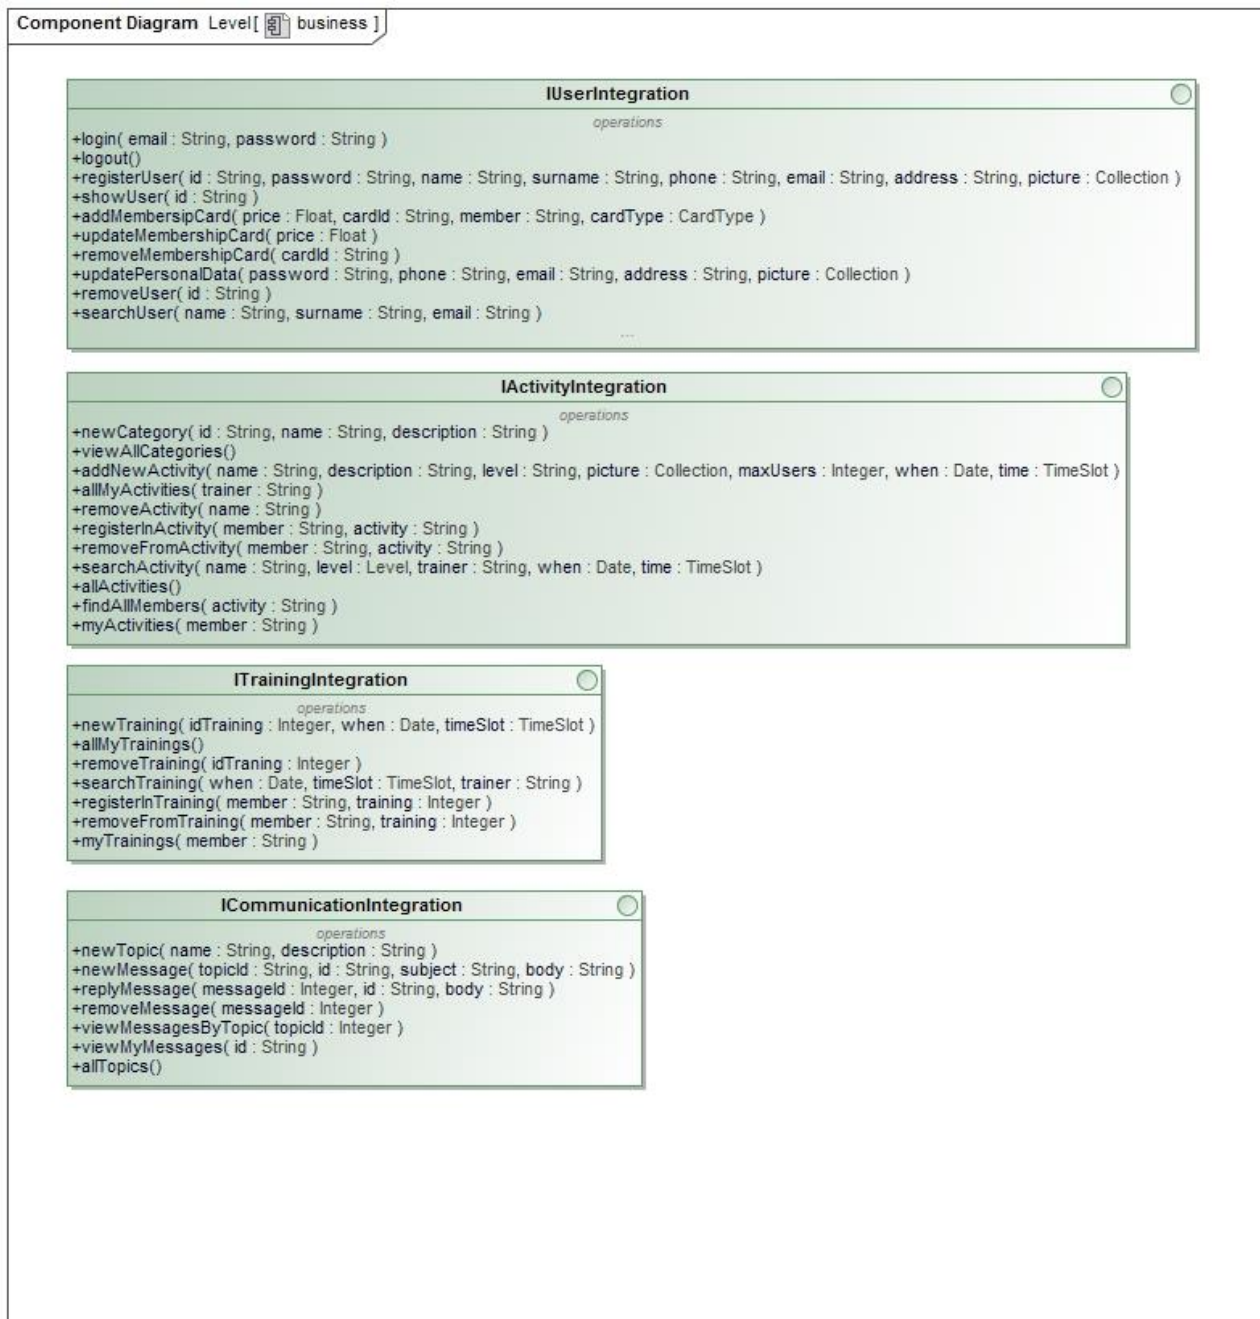 Component Diagram Level[ business ]
IUserIntegration
operations
+login( email : String, password : String )
+logout()
+registerUser( id : String, password : String, name : String, surname : String, phone : String, email : String, address : String, picture : Collection )
+showUser( id : String )
+addMembersipCard( price : Float, cardId : String, member : String, cardType : CardType )
+updateMembershipCard( price : Float )
+removeMembershipCard( cardId : String )
+updatePersonalData( password : String, phone : String, email : String, address : String, picture : Collection )
+removeUser( id : String )
+searchUser( name : String, surname : String, email : String )
...
IActivityIntegration
operations
+newCategory( id : String, name : String, description : String )
+viewAllCategories()
+addNewActivity( name : String, description : String, level : String, picture : Collection, maxUsers : Integer, when : Date, time : TimeSlot )
+allMyActivities( trainer : String )
+removeActivity( name : String )
+registerInActivity( member : String, activity : String )
+removeFromActivity( member : String, activity : String )
+searchActivity( name : String, level : Level, trainer : String, when : Date, time : TimeSlot )
+allActivities()
+findAllMembers( activity : String )
+myActivities( member : String )
ITrainingIntegration
operations
+newTraining( idTraining : Integer, when : Date, timeSlot : TimeSlot )
+allMyTrainings()
+removeTraining( idTraning : Integer )
+searchTraining( when : Date, timeSlot : TimeSlot, trainer : String )
+registerInTraining( member : String, training : Integer )
+removeFromTraining( member : String, training : Integer )
+myTrainings( member : String )
ICommunicationIntegration
operations
+newTopic( name : String, description : String )
+newMessage( topicId : String, id : String, subject : String, body : String )
+replyMessage( messageId : Integer, id : String, body : String )
+removeMessage( messageId : Integer )
+viewMessagesByTopic( topicId : Integer )
+viewMyMessages( id : String )
+allTopics()